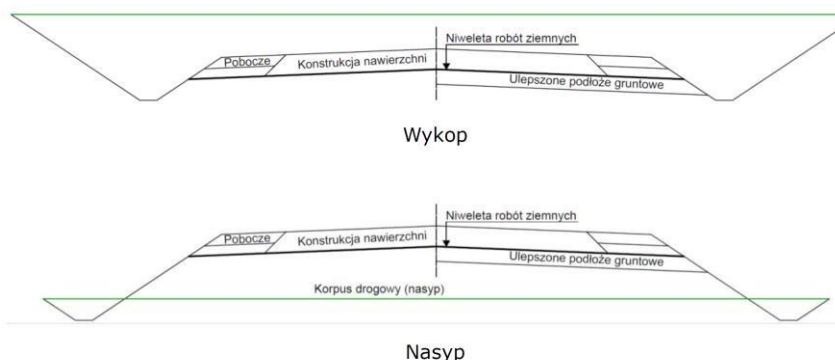 Niweleta robót ziemnych
Pobocze
Konstrukcja nawierzchni
Ulepszone podłoże gruntowe
Wykop
Niweleta robót ziemnych
Pobocze
Konstrukcja nawierzchni
Ulepszone podłoże gruntowe
Korpus drogowy (nasyp)
Nasyp